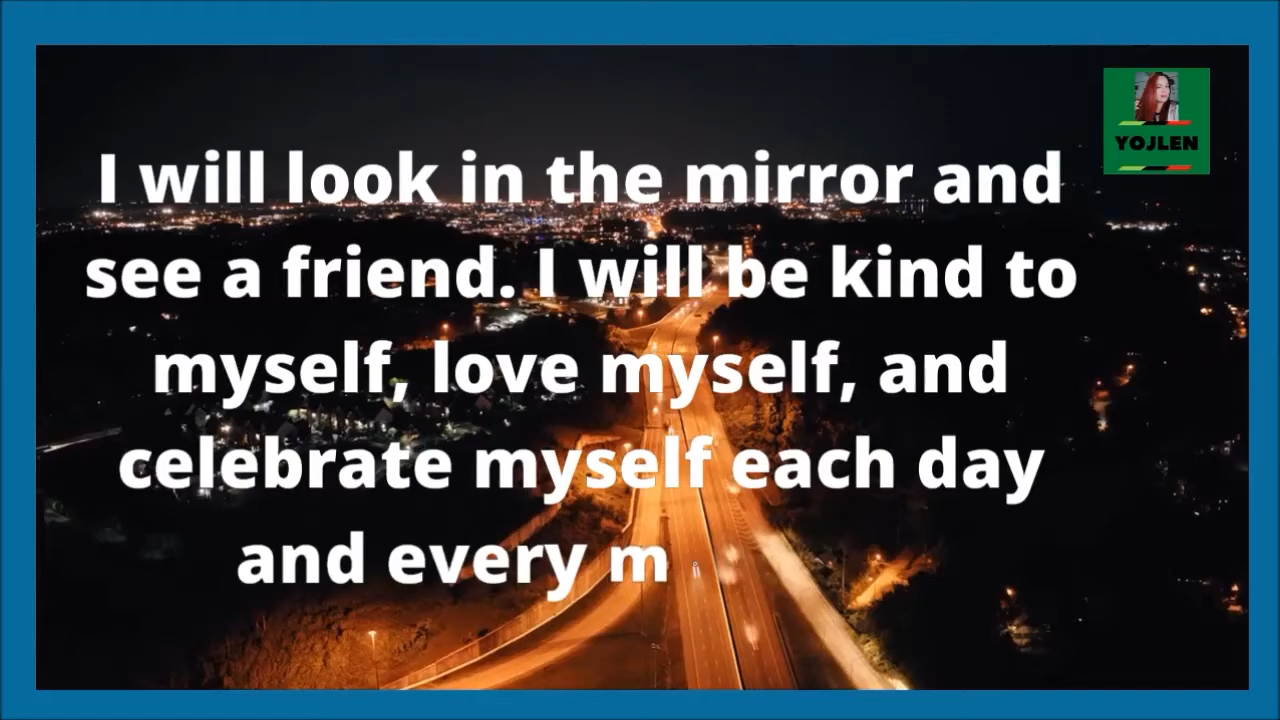 YOJLEN
I will look in the mirror and
see a friend. I will be kind to
myself, love myself, and
celebrate myself each day
and every m